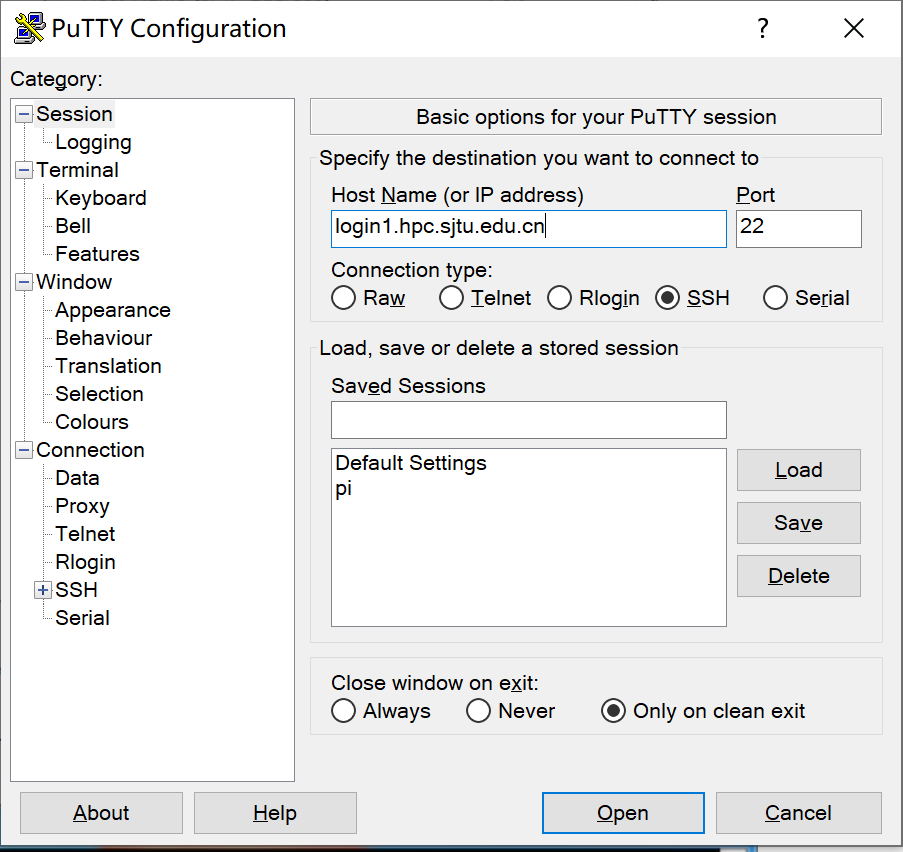 PuTTY Configuration
?
Category:
Session
Logging
Terminal
Keyboard
Bell
Features
Window
Appearance
Behaviour
Translation
Selection
Colours
Connection
Data
Proxy
Telnet
Rlogin
SSH
Serial
Basic options for your PuTTY session
Specify the destination you want to connect to
Host Name (or IP address) Port
login1.hpc.sjtu.edu.cn 22
Connection type:
Raw Telnet Rlogin SSH Serial
Load, save or delete a stored session
Saved Sessions
Default Settings
pi
Load
Save
Delete
Close window on exit:
Always Never Only on clean exit
About Help Open Cancel